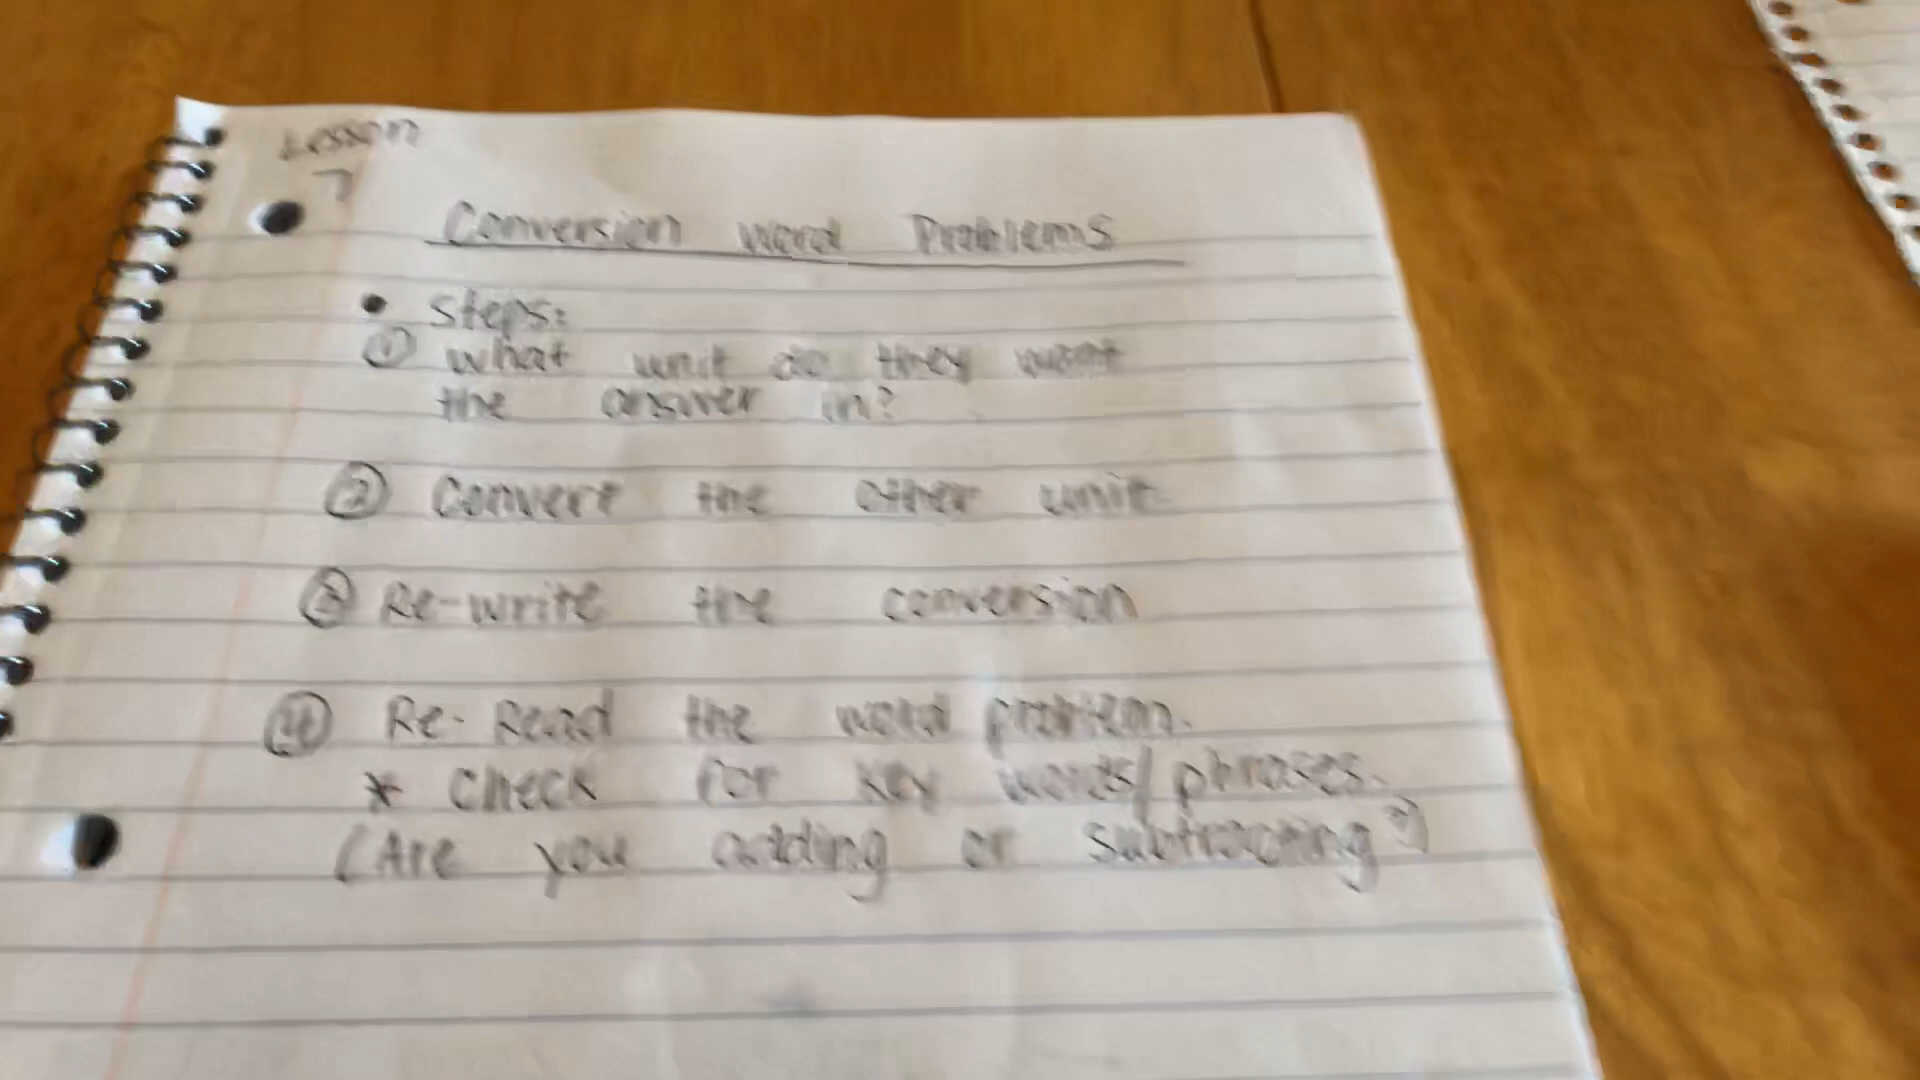 Lesson
7
Conversion Word Problems
• Steps:
① What unit do they want
the answer in?
② Convert the other unit
③ Re-write the conversion
④ Re-Read the word problem.
* Check for key words/phrases.
(Are you adding or subtracting?)